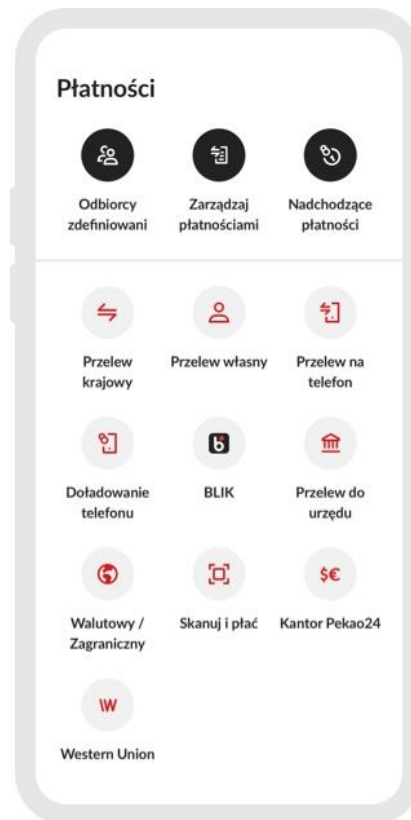 Płatności
Odbiorcy
zdefiniowani
Zarządzaj
płatnościami
Nadchodzące
płatności
Przelew
krajowy
Przelew własny
Przelew na
telefon
Doładowanie
telefonu
BLIK
Przelew do
urzędu
$€
Walutowy /
Zagraniczny
Skanuj i płać
Kantor Pekao24
Western Union